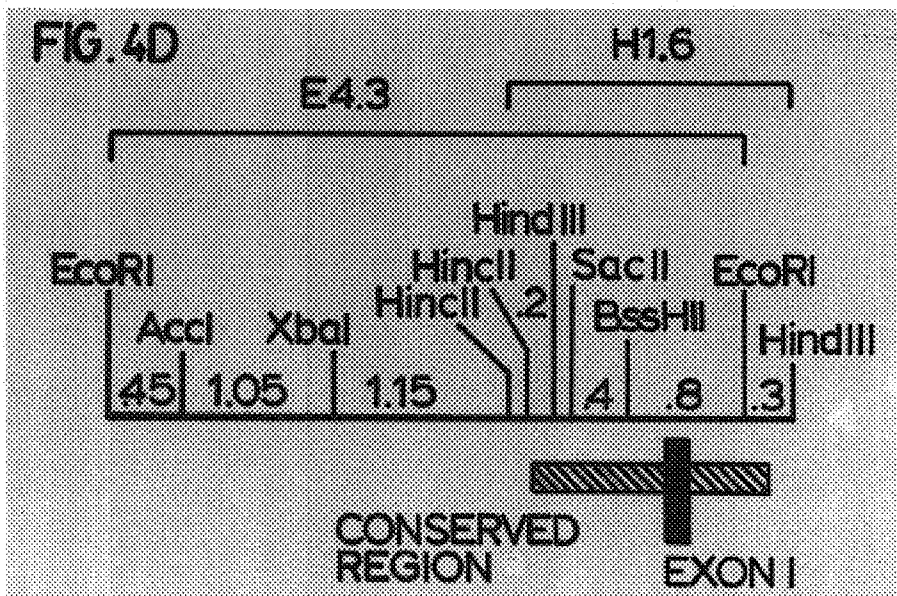 FIG. 4D
H1.6
E4.3
HindIII
EcoRI
HincII
SacII
EcoRI
HincII
.2
BssHII
AccI
XbaI
HindIII
.45
1.05
1.15
.4
.8
.3
CONSERVED
REGION
EXON I